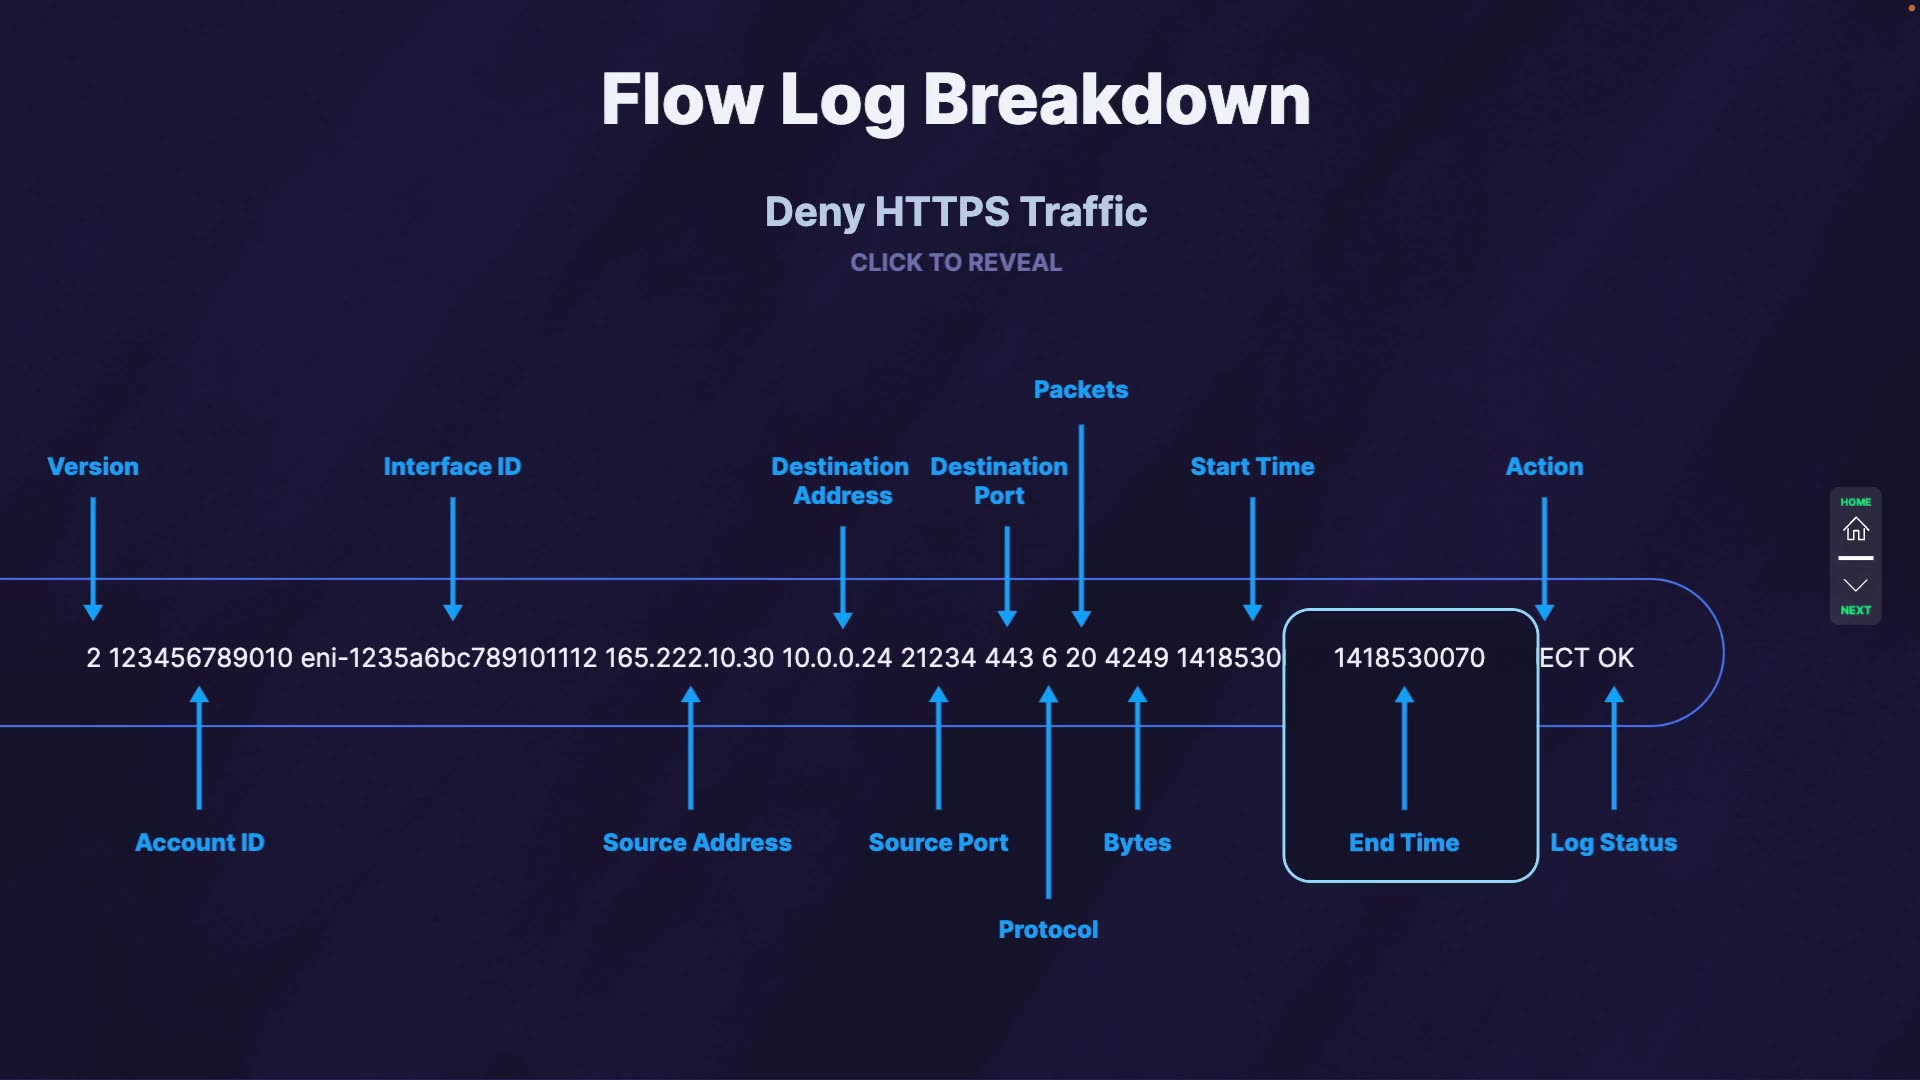 Flow Log Breakdown
Deny HTTPS Traffic
CLICK TO REVEAL
Packets
Version
Interface ID
Destination
Address
Destination
Port
Start Time
Action
HOME
NEXT
2 123456789010 eni-1235a6bc789101112 165.222.10.30 10.0.0.24 21234 443 6 20 4249 1418530 1418530070 ECT OK
Account ID
Source Address
Source Port
Bytes
End Time
Log Status
Protocol